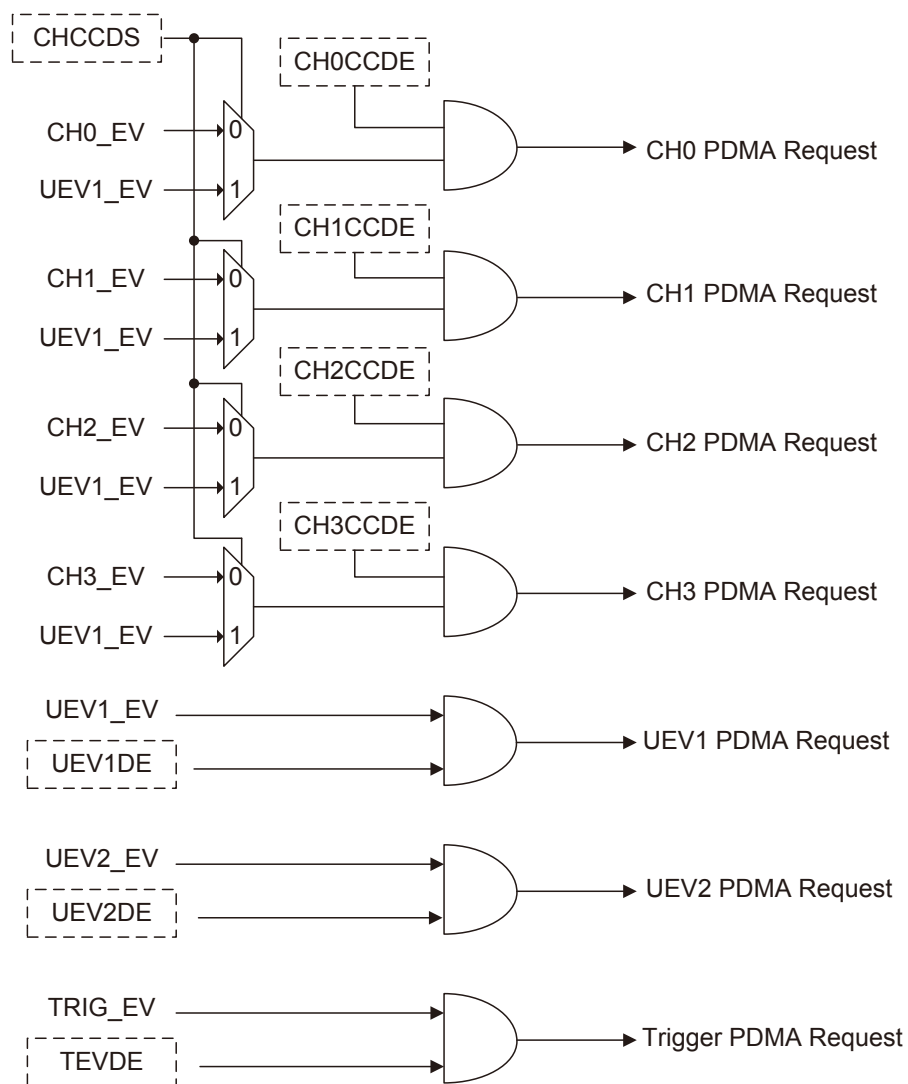 CHCCDS
CH0CCDE
CH0_EV
0
CH0 PDMA Request
UEV1_EV
1
CH1CCDE
CH1_EV
0
CH1 PDMA Request
UEV1_EV
1
CH2CCDE
CH2_EV
0
CH2 PDMA Request
UEV1_EV
1
CH3CCDE
CH3_EV
0
CH3 PDMA Request
UEV1_EV
1
UEV1_EV
UEV1 PDMA Request
UEV1DE
UEV2_EV
UEV2 PDMA Request
UEV2DE
TRIG_EV
Trigger PDMA Request
TEVDE